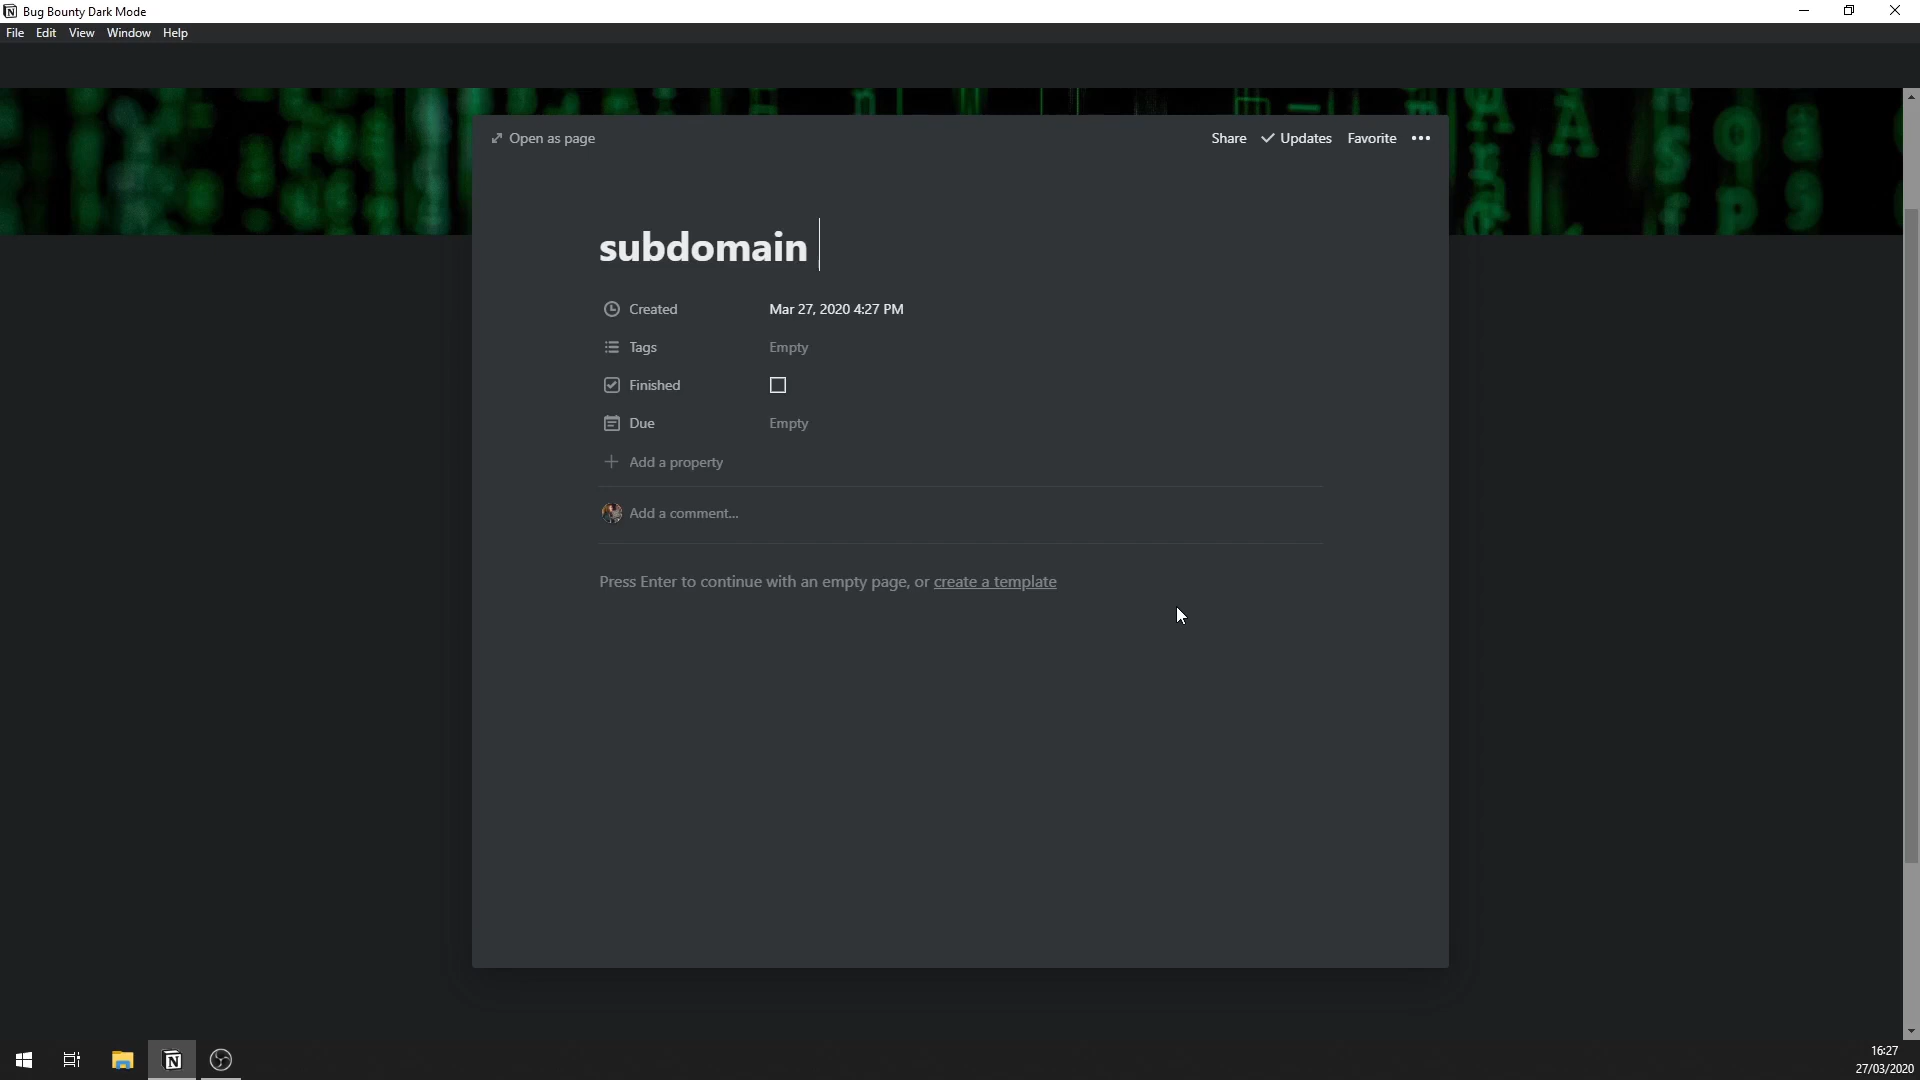 Bug Bounty Dark Mode
File Edit View Window Help
Open as page Share Updates Favorite
subdomain
Created Mar 27, 2020 4:27 PM
Tags Empty
Finished
Due Empty
Add a property
Add a comment...
Press Enter to continue with an empty page, or create a template
16:27
27/03/2020